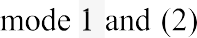 mode 1 and (2)